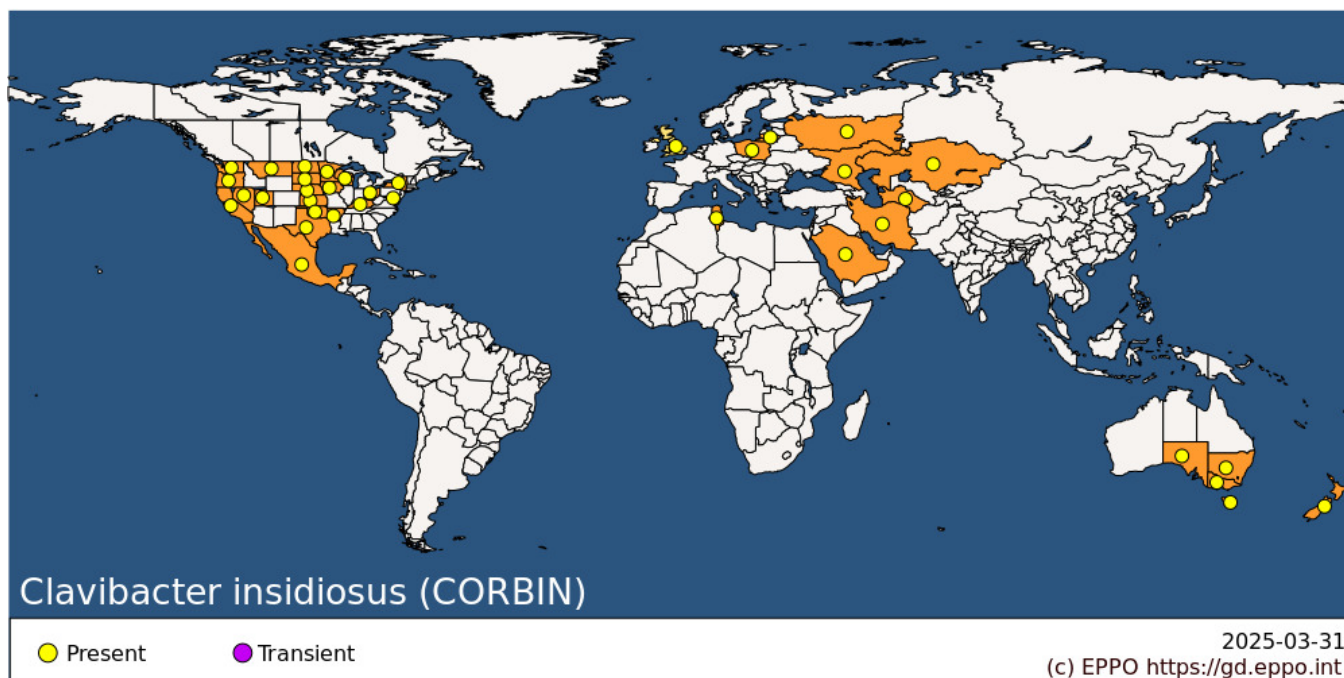 Clavibacter insidiosus (CORBIN)
Present
Transient
2025-03-31
(c) EPPO https://gd.eppo.int